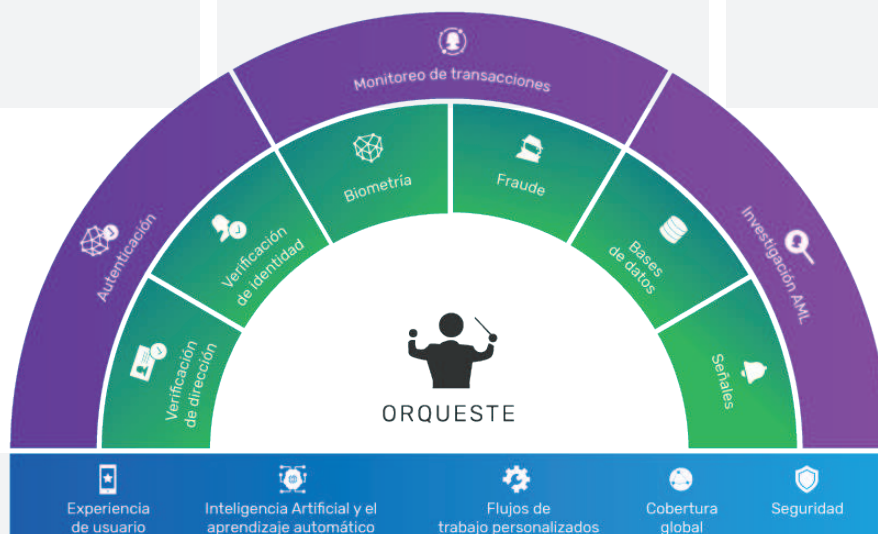 Monitoreo de transacciones
Autenticación
Investigación AML
Verificación
de dirección
Verificación
de identidad
Biometría
Fraude
Bases
de datos
Señales
ORQUESTE
Experiencia
de usuario
Inteligencia Artificial y el
aprendizaje automático
Flujos de
trabajo personalizados
Cobertura
global
Seguridad